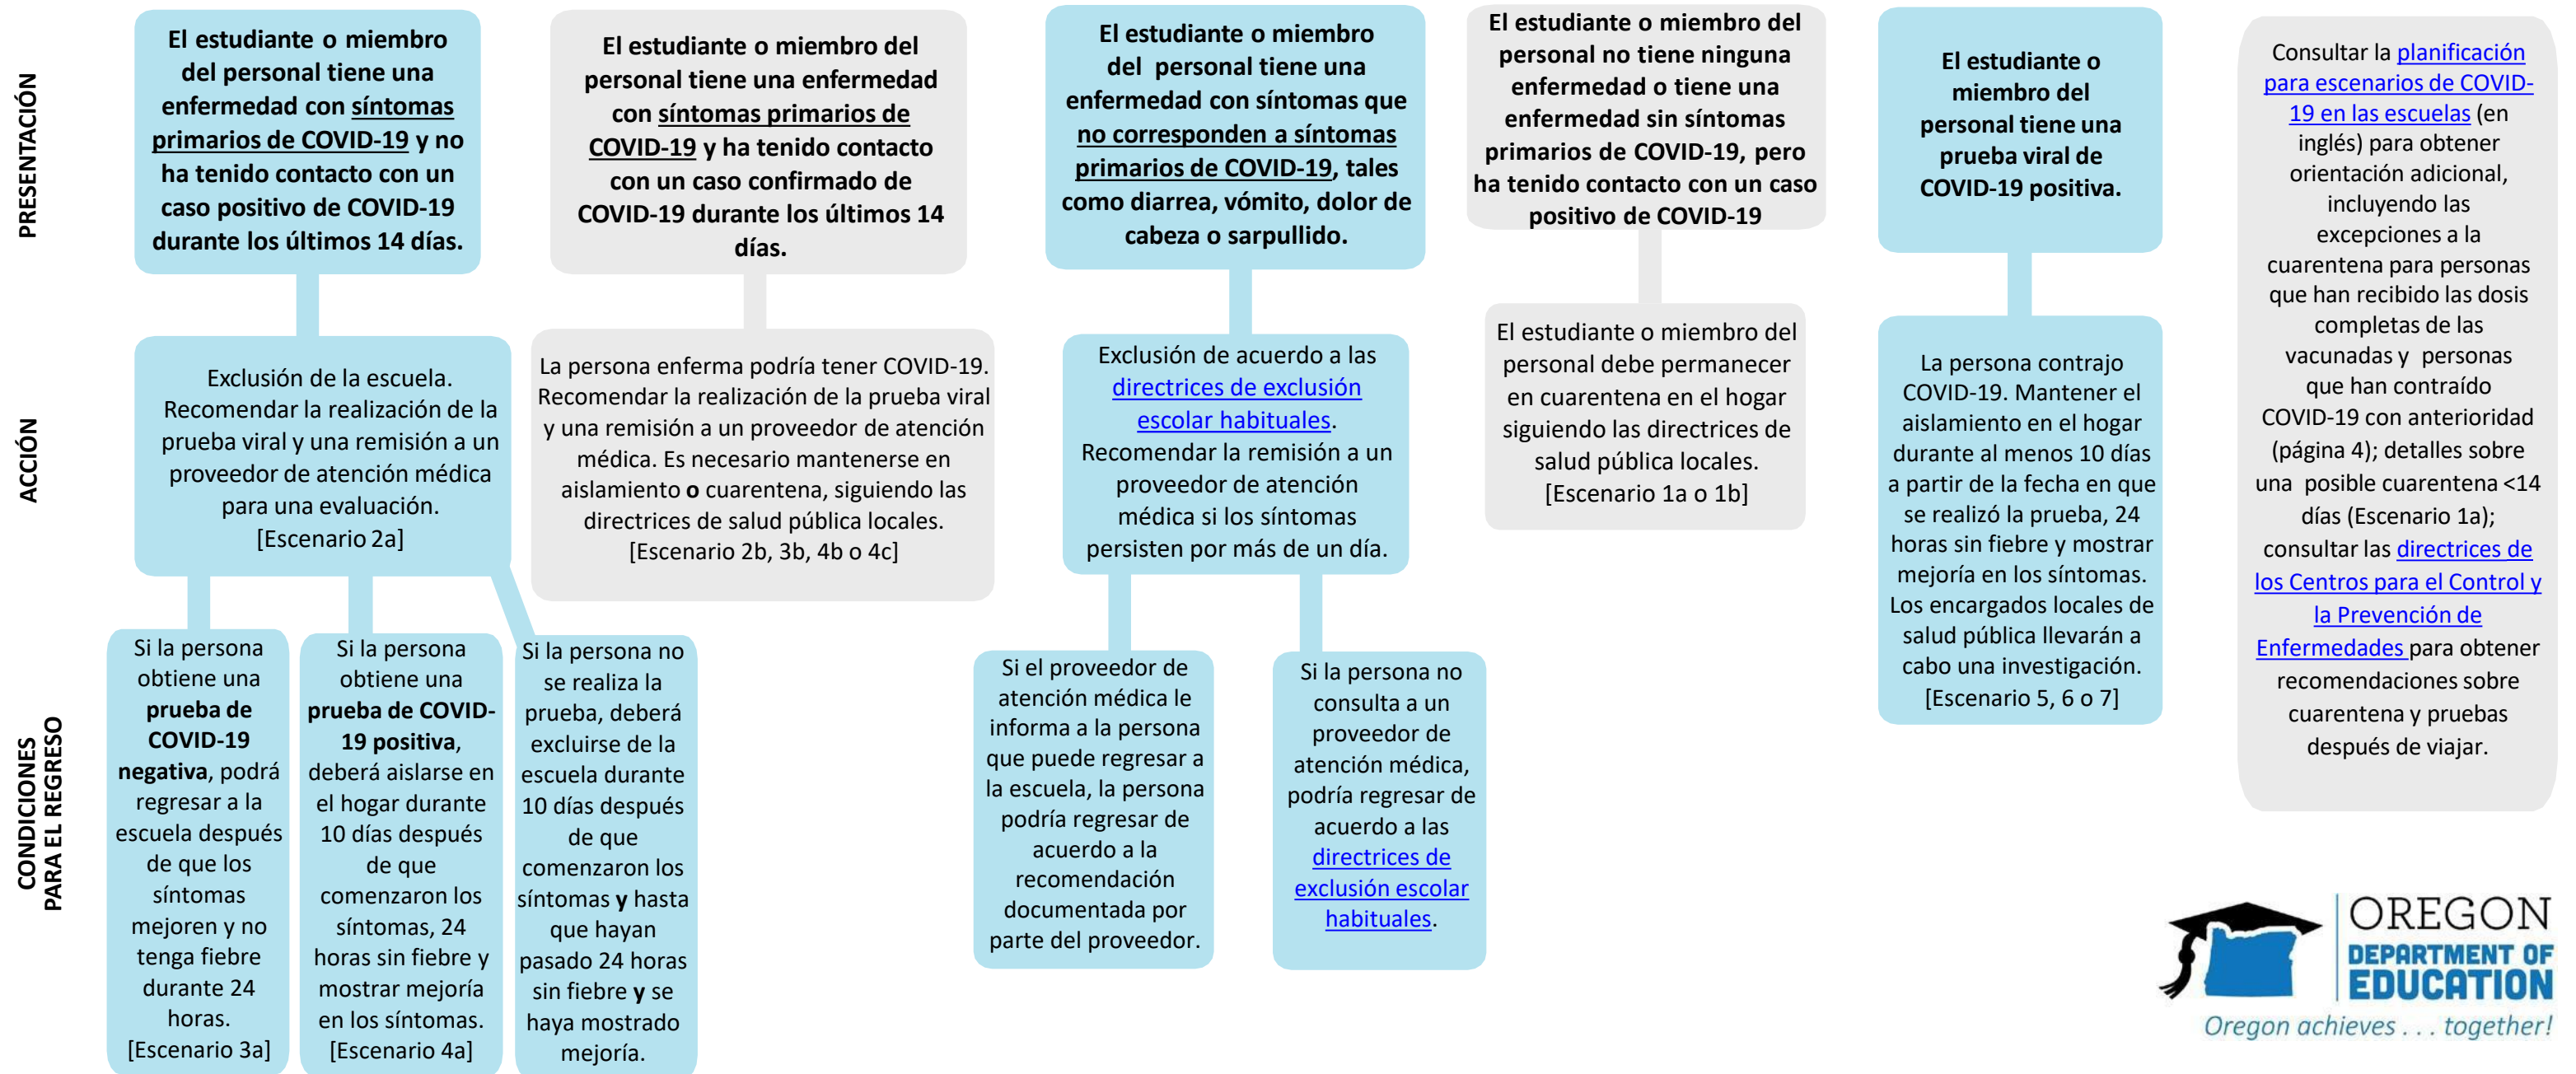 PRESENTACIÓN
El estudiante o miembro
del personal tiene una
enfermedad con síntomas
primarios de COVID-19 y no
ha tenido contacto con un
caso positivo de COVID-19
durante los últimos 14 días.
El estudiante o miembro del
personal tiene una enfermedad
con síntomas primarios de
COVID-19 y ha tenido contacto
con un caso confirmado de
COVID-19 durante los últimos 14
días.
El estudiante o miembro
del personal tiene una
enfermedad con síntomas que
no corresponden a síntomas
primarios de COVID-19, tales
como diarrea, vómito, dolor de
cabeza o sarpullido.
El estudiante o miembro del
personal no tiene ninguna
enfermedad o tiene una
enfermedad sin síntomas
primarios de COVID-19, pero
ha tenido contacto con un caso
positivo de COVID-19
El estudiante o
miembro del
personal tiene una
prueba viral de
COVID-19 positiva.
Consultar la planificación
para escenarios de COVID-
19 en las escuelas (en
inglés) para obtener
orientación adicional,
incluyendo las
excepciones a la
cuarentena para personas
que han recibido las dosis
completas de las
vacunadas y personas
que han contraído
COVID-19 con anterioridad
(página 4); detalles sobre
una posible cuarentena <14
días (Escenario 1a);
consultar las directrices de
los Centros para el Control y
la Prevención de
Enfermedades para obtener
recomendaciones sobre
cuarentena y pruebas
después de viajar.
ACCIÓN
Exclusión de la escuela.
Recomendar la realización de la
prueba viral y una remisión a un
proveedor de atención médica
para una evaluación.
[Escenario 2a]
La persona enferma podría tener COVID-19.
Recomendar la realización de la prueba viral
y una remisión a un proveedor de atención
médica. Es necesario mantenerse en
aislamiento o cuarentena, siguiendo las
directrices de salud pública locales.
[Escenario 2b, 3b, 4b o 4c]
Exclusión de acuerdo a las
directrices de exclusión
escolar habituales.
Recomendar la remisión a un
proveedor de atención
médica si los síntomas
persisten por más de un día.
El estudiante o miembro del
personal debe permanecer
en cuarentena en el hogar
siguiendo las directrices de
salud pública locales.
[Escenario 1a o 1b]
La persona contrajo
COVID-19. Mantener el
aislamiento en el hogar
durante al menos 10 días
a partir de la fecha en que
se realizó la prueba, 24
horas sin fiebre y mostrar
mejoría en los síntomas.
Los encargados locales de
salud pública llevarán a
cabo una investigación.
[Escenario 5, 6 o 7]
CONDICIONES
PARA EL REGRESO
Si la persona
obtiene una
prueba de
COVID-19
negativa, podrá
regresar a la
escuela después
de que los
síntomas
mejoren y no
tenga fiebre
durante 24
horas.
[Escenario 3a]
Si la persona
obtiene una
prueba de COVID-
19 positiva,
deberá aislarse en
el hogar durante
10 días después
de que
comenzaron los
síntomas, 24
horas sin fiebre y
mostrar mejoría
en los síntomas.
[Escenario 4a]
Si la persona no
se realiza la
prueba, deberá
excluirse de la
escuela durante
10 días después
de que
comenzaron los
síntomas y hasta
que hayan
pasado 24 horas
sin fiebre y se
haya mostrado
mejoría.
Si el proveedor de
atención médica le
informa a la persona
que puede regresar a
la escuela, la persona
podría regresar de
acuerdo a la
recomendación
documentada por
parte del proveedor.
Si la persona no
consulta a un
proveedor de
atención médica,
podría regresar de
acuerdo a las
directrices de
exclusión escolar
habituales.
OREGON
DEPARTMENT OF
EDUCATION
Oregon achieves . . . together!